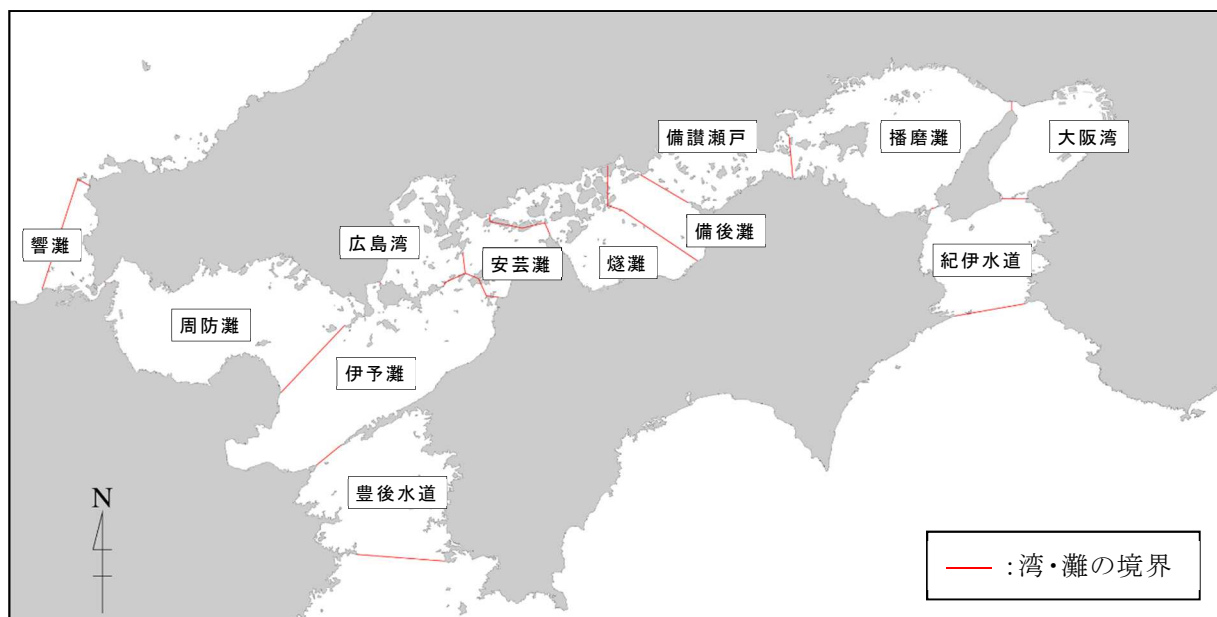 備讃瀬戸
播磨灘
大阪湾
響灘
広島湾
安芸灘
燧灘
備後灘
紀伊水道
周防灘
伊予灘
豊後水道
N
:湾・灘の境界